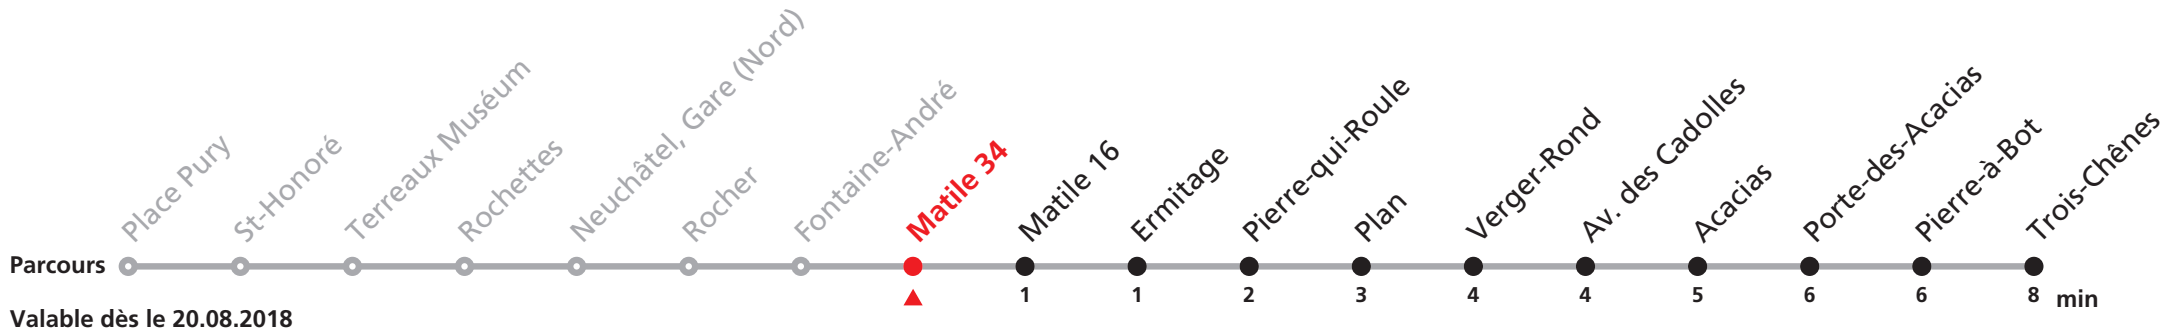 Place Pury
St-Honoré
Terreaux Muséum
Rochettes
Neuchâtel, Gare (Nord)
Rocher
Fontaine-André
Matile 34
Matile 16
Ermitage
Pierre-qui-Roule
Plan
Verger-Rond
Av. des Cadolles
Acacias
Porte-des-Acacias
Pierre-à-Bot
Trois-Chênes
Parcours
1 1 2 3 4 4 5 6 6 8 min
Valable dès le 20.08.2018